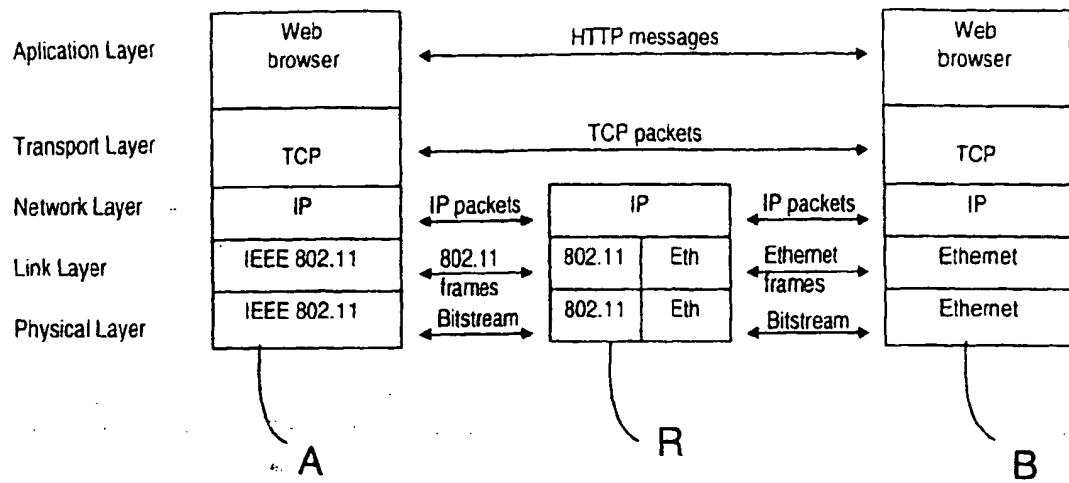 Aplication Layer
Web
browser
HTTP messages
Web
browser
Transport Layer
TCP
TCP packets
TCP
Network Layer
IP
IP packets
IP
IP packets
IP
Link Layer
IEEE 802.11
802.11
frames
802.11
Eth
Ethernet
frames
Ethernet
Physical Layer
IEEE 802.11
Bitstream
802.11
Eth
Bitstream
Ethernet
A
R
B